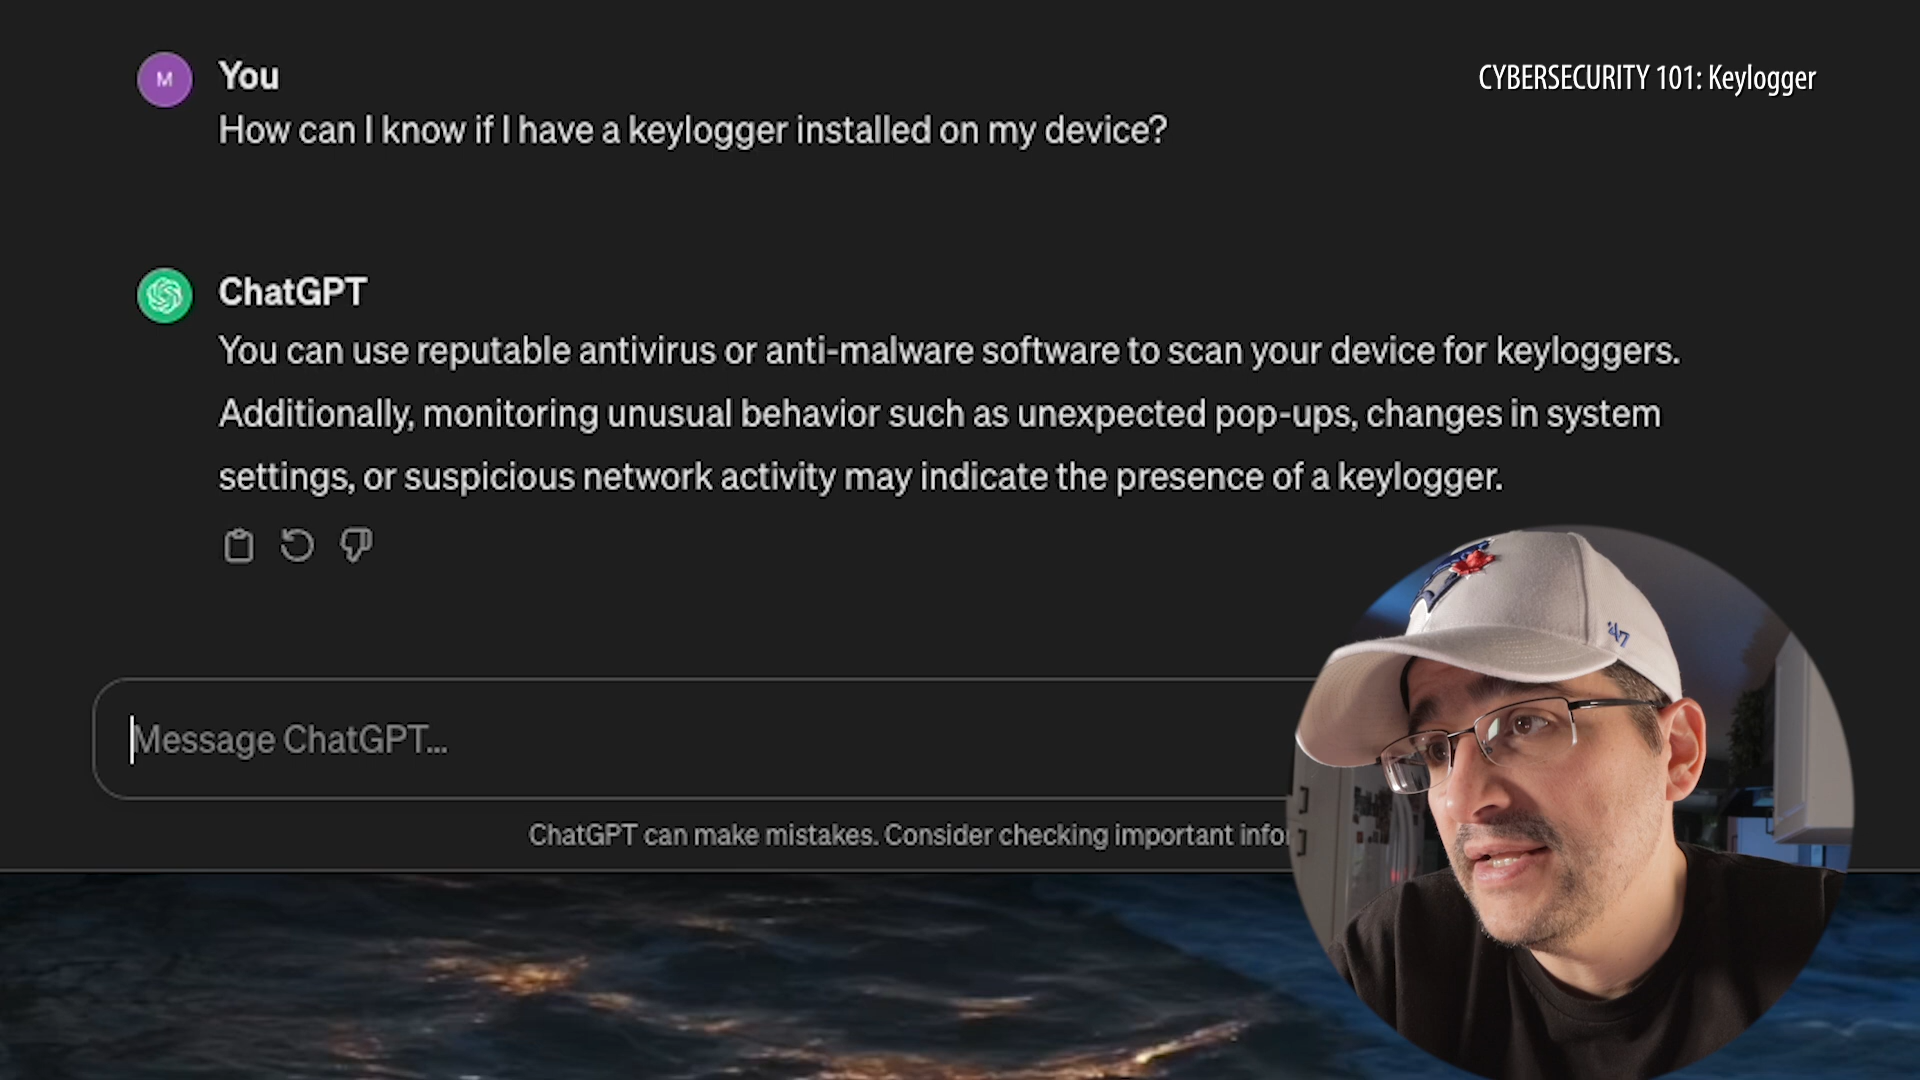 M
You
CYBERSECURITY 101: Keylogger
How can I know if I have a keylogger installed on my device?
ChatGPT
You can use reputable antivirus or anti-malware software to scan your device for keyloggers.
Additionally, monitoring unusual behavior such as unexpected pop-ups, changes in system
settings, or suspicious network activity may indicate the presence of a keylogger.
Message ChatGPT...
ChatGPT can make mistakes. Consider checking important
'47